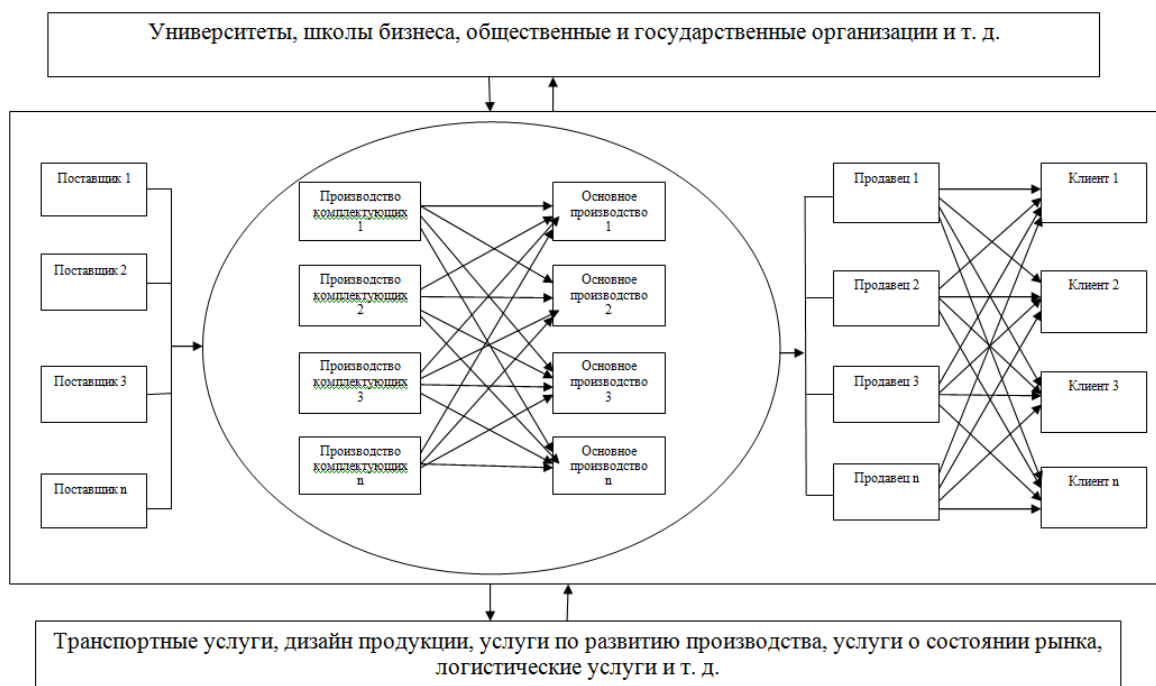 Университеты, школы бизнеса, общественные и государственные организации и т. д.
Поставщик 1
Поставщик 2
Поставщик 3
Поставщик n
Производство
комплектующих
1
Производство
комплектующих
2
Производство
комплектующих
3
Производство
комплектующих
n
Основное
производство
1
Основное
производство
2
Основное
производство
3
Основное
производство
n
Продавец 1
Продавец 2
Продавец 3
Продавец n
Клиент 1
Клиент 2
Клиент 3
Клиент n
Транспортные услуги, дизайн продукции, услуги по развитию производства, услуги о состоянии рынка,
логистические услуги и т. д.